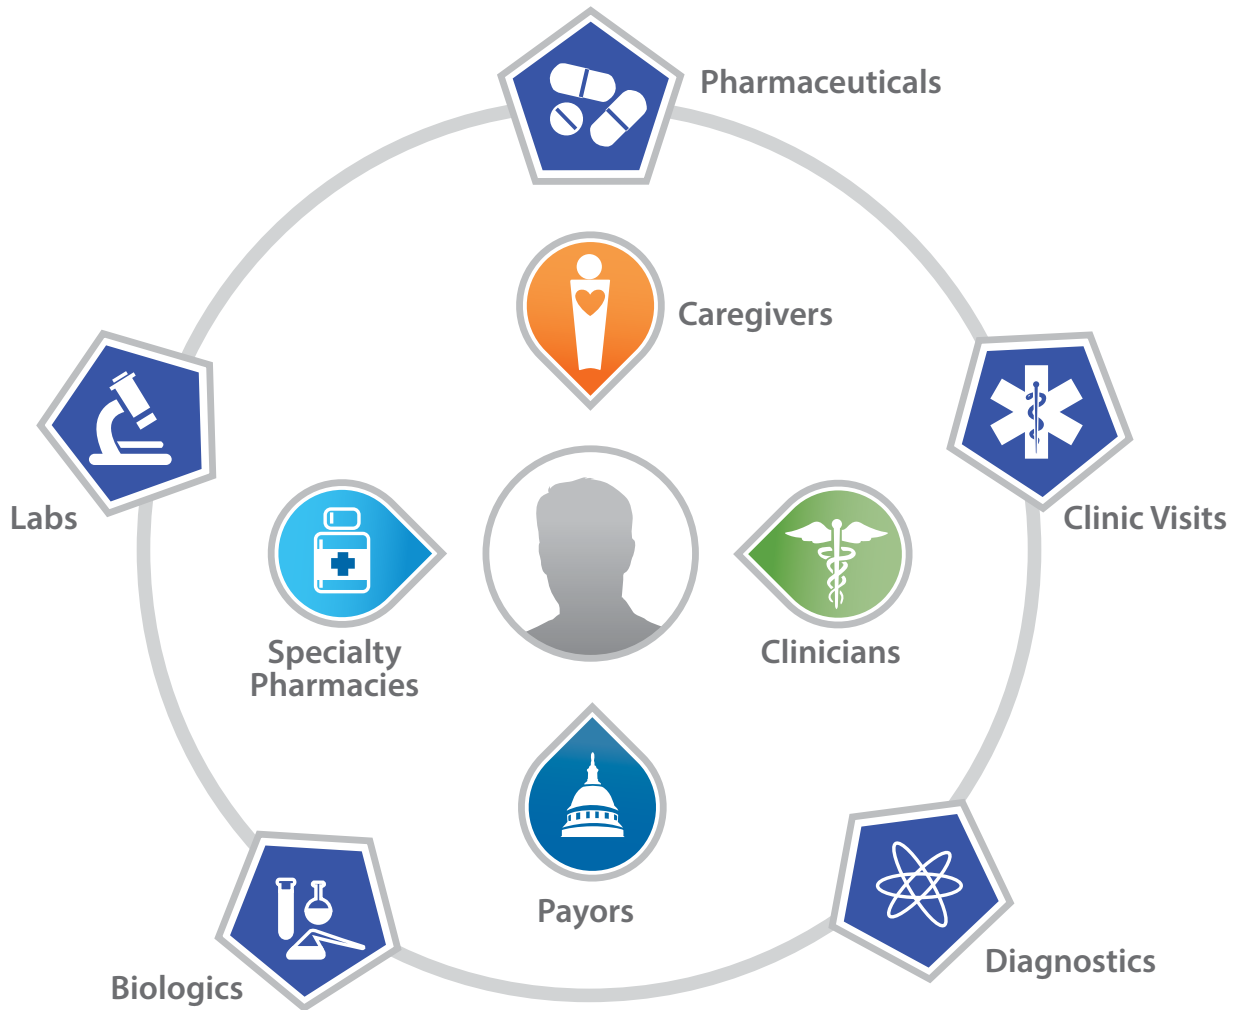 Pharmaceuticals
Caregivers
Labs
Clinic Visits
Specialty
Pharmacies
Clinicians
Payors
Diagnostics
Biologics